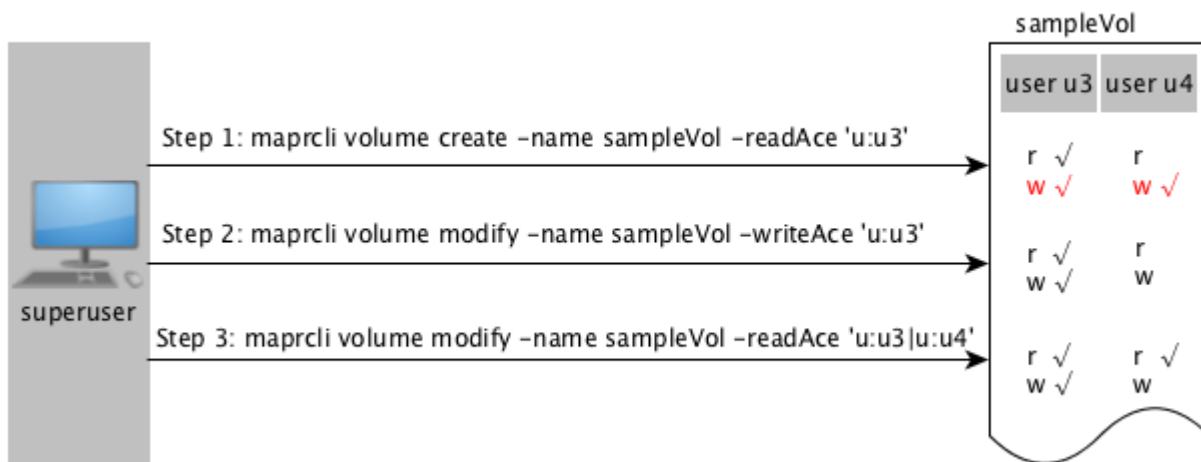 sampleVol
user u3 user u4
Step 1: maprcli volume create -name sampleVol -readAce 'u:u3'
r √ r
w √ w √
Step 2: maprcli volume modify -name sampleVol -writeAce 'u:u3'
r √ r
w √ w
superuser
Step 3: maprcli volume modify -name sampleVol -readAce 'u:u3|u:u4'
r √ r √
w √ w